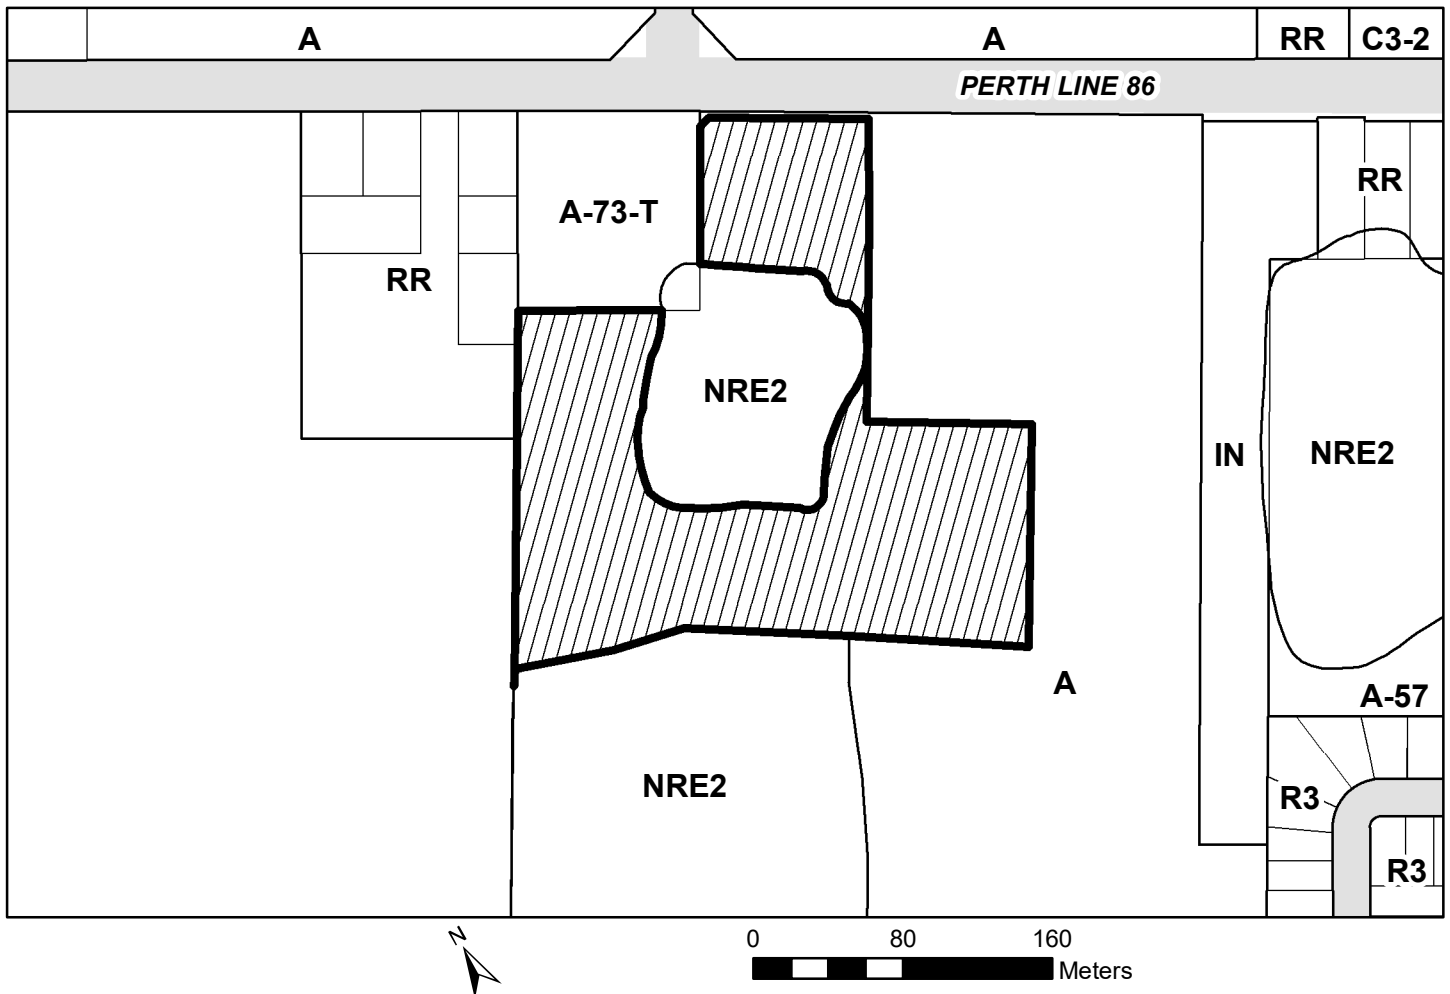 A
A
RR
C3-2
PERTH LINE 86
RR
A-73-T
RR
NRE2
IN
NRE2
A
A-57
NRE2
R3
R3
N
0 80 160
Meters